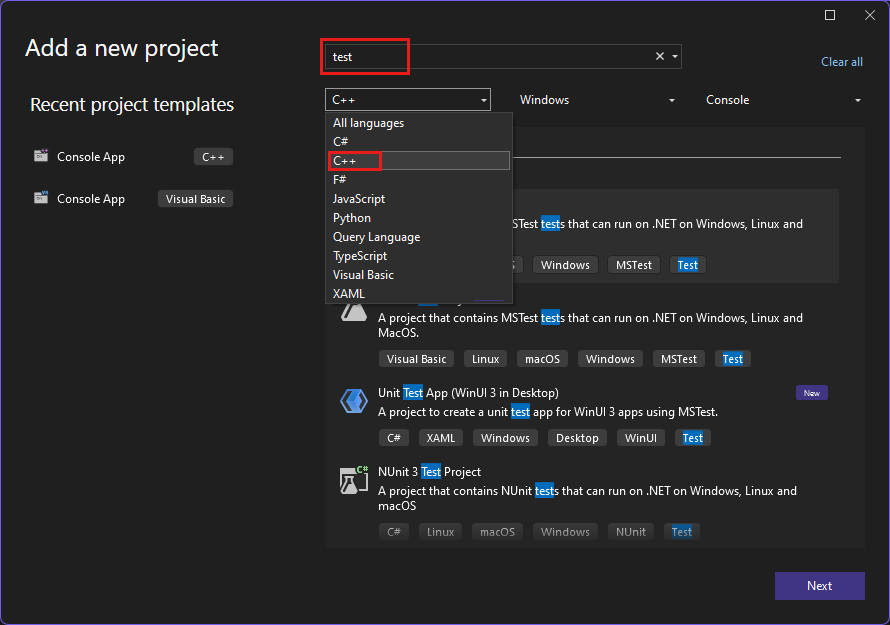 Add a new project
test
Clear all
Recent project templates
C++
Windows
Console
Console App
C++
Console App
Visual Basic
All languages
C#
C++
F#
JavaScript
Python
Query Language
TypeScript
Visual Basic
XAML
MSTest tests that can run on .NET on Windows, Linux and
Windows
MSTest
Test
A project that contains MSTest tests that can run on .NET on Windows, Linux and
MacOS.
Visual Basic
Linux
macOS
Windows
MSTest
Test
Unit Test App (WinUI 3 in Desktop)
New
A project to create a unit test app for WinUI 3 apps using MSTest.
C#
XAML
Windows
Desktop
WinUI
Test
C#
NUnit 3 Test Project
A project that contains NUnit tests that can run on .NET on Windows, Linux and
macOS
C#
Linux
macOS
Windows
NUnit
Test
Next